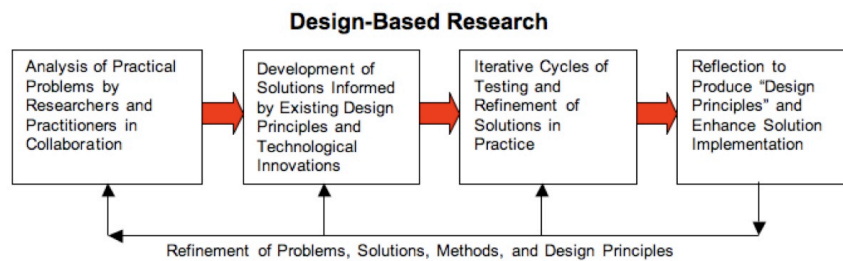 Design-Based Research
Analysis of Practical
Problems by
Researchers and
Practitioners in
Collaboration
Development of
Solutions Informed
by Existing Design
Principles and
Technological
Innovations
Iterative Cycles of
Testing and
Refinement of
Solutions in
Practice
Reflection to
Produce “Design
Principles” and
Enhance Solution
Implementation
Refinement of Problems, Solutions, Methods, and Design Principles